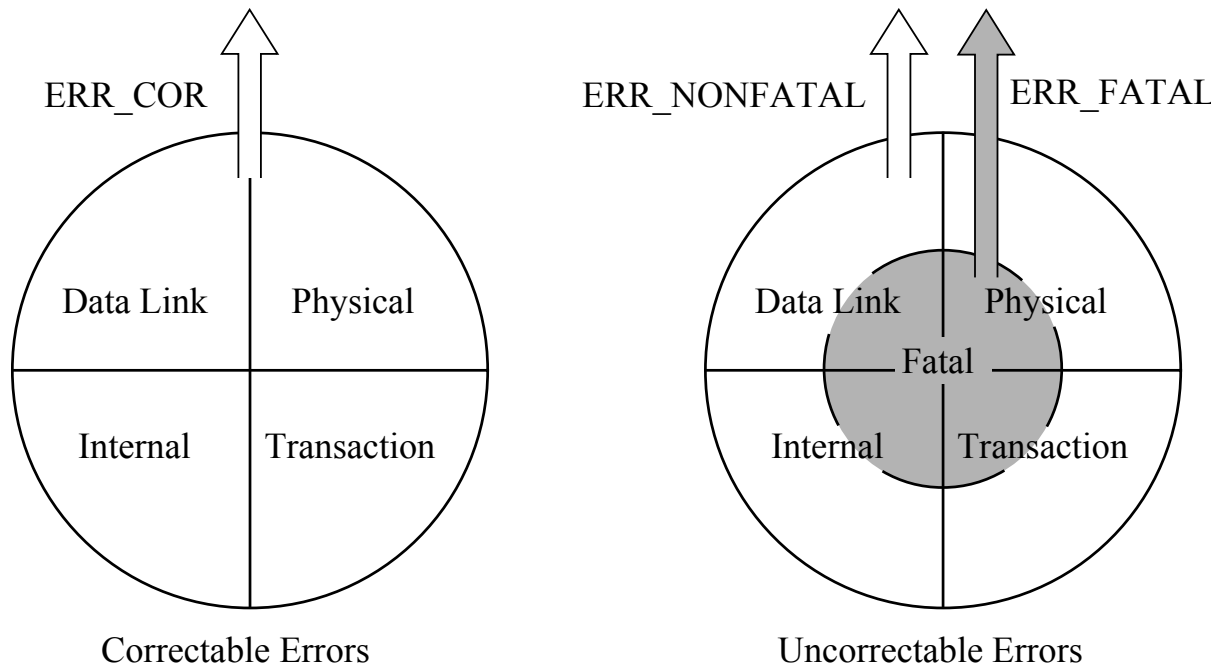 ERR_COR
Data Link
Physical
Internal
Transaction
Correctable Errors
ERR_NONFATAL
ERR_FATAL
Data Link
Physical
Fatal
Internal
Transaction
Uncorrectable Errors